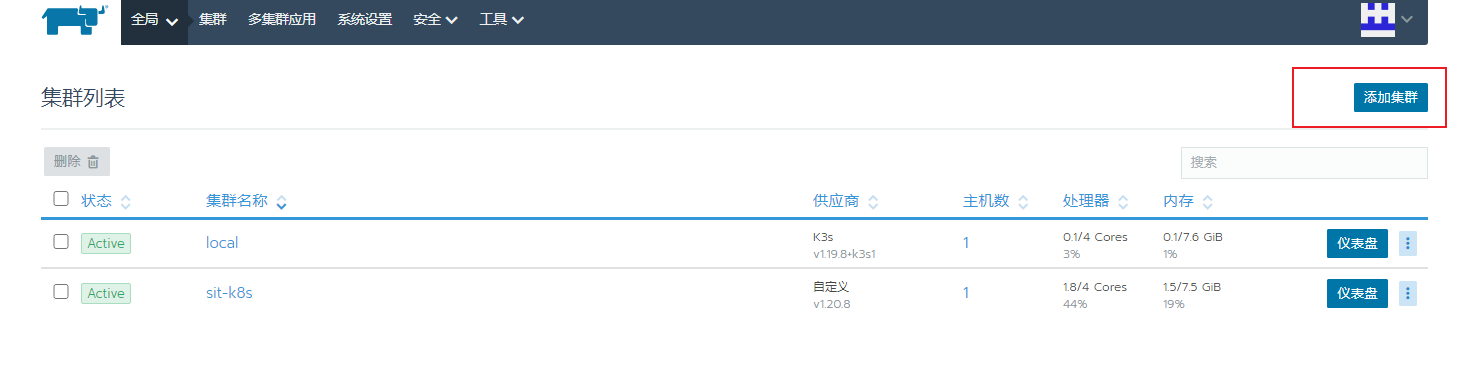 全局 集群 多集群应用 系统设置 安全 工具
集群列表
添加集群
删除
搜索
状态 集群名称 供应商 主机数 处理器 内存
Active local K3s 1 0.1/4 Cores 0.1/7.6 GiB 仪表盘
v1.19.8+k3s1 3% 1%
Active sit-k8s 自定义 1 1.8/4 Cores 1.5/7.5 GiB 仪表盘
v1.20.8 44% 19%